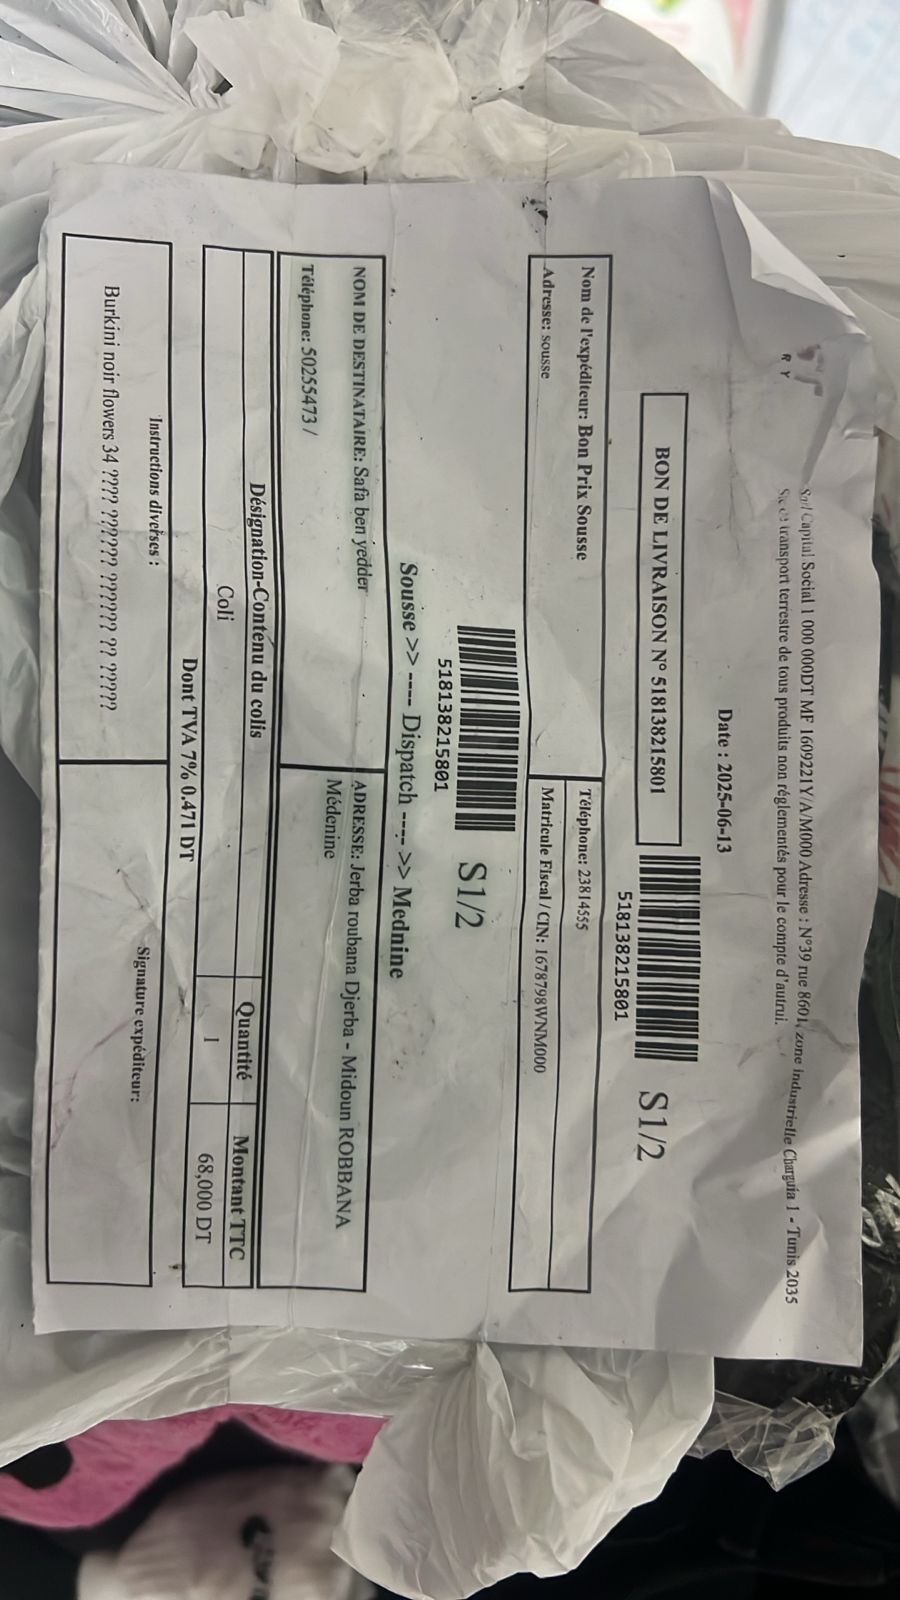 R Y
Sarl Capital Social 1 000 000DT MF 1609221Y/A/M000 Adresse : N°39 rue 8601, zone industrielle Charguia 1 - Tunis 2035
transport terrestre de tous produits non réglementés pour le compte d'autrui.
Date : 2025-06-13
BON DE LIVRAISON N° 518138215801
518138215801
S1/2
Nom de l'expéditeur: Bon Prix Sousse
Téléphone: 23814555
Adresse: sousse
Matricule Fiscal / CIN: 1678798WNM000
S1/2
518138215801
Sousse >> ---- Dispatch ---- >> Mednine
NOM DE DESTINATAIRE: Safa ben yedder
ADRESSE: Jerba roubana Djerba - Midoun ROBBANA
Médenine
Téléphone: 50255473 /
Désignation-Contenu du colis
Quantité
Montant TTC
Coli
1
68,000 DT
Dont TVA 7% 0.471 DT
Instructions diverses :
Signature expéditeur:
Burkini noir flowers 34 ???? ?????? ?????? ?? ?????